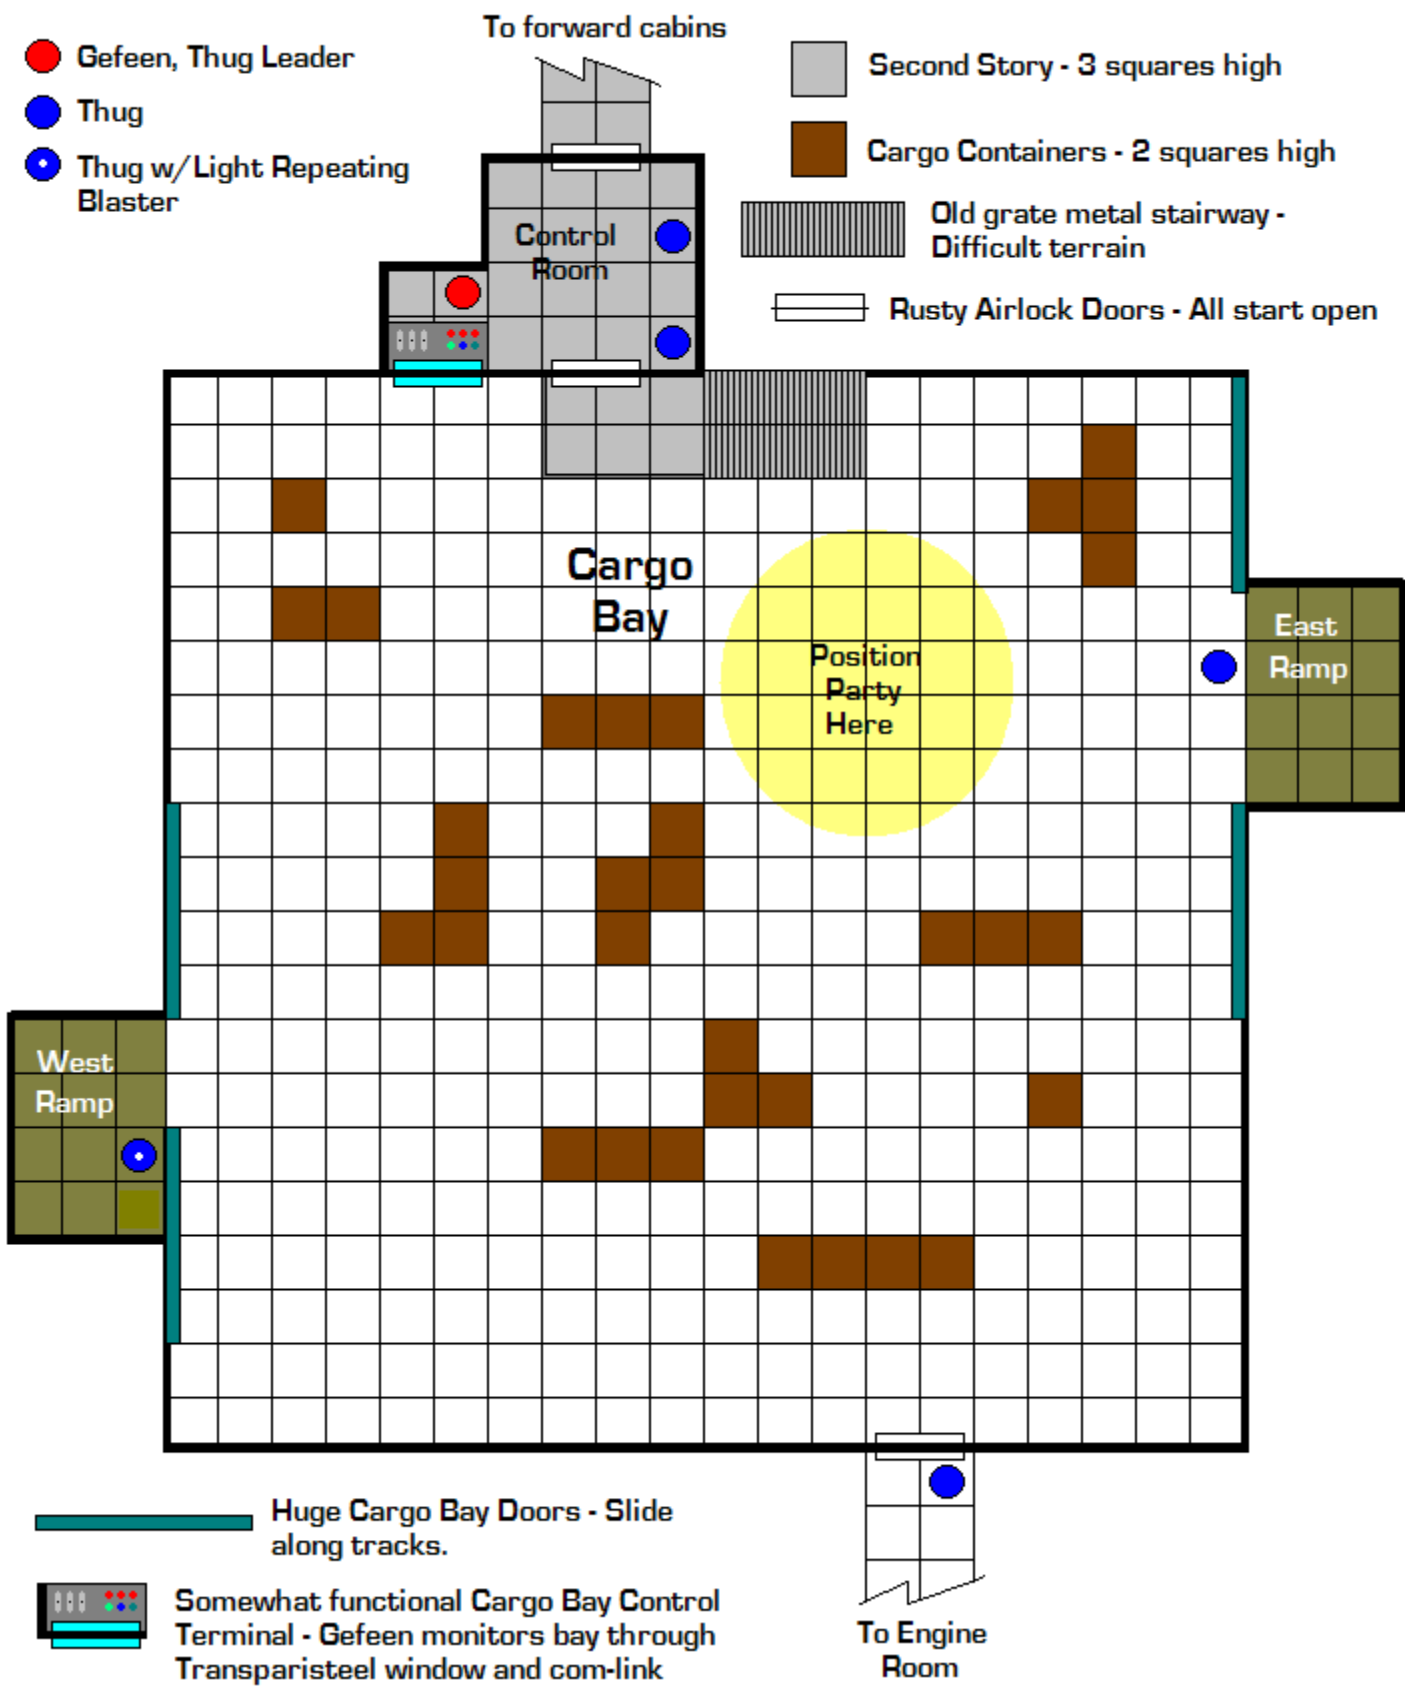 To forward cabins
Gefeen, Thug Leader
Thug
Thug w/Light Repeating
Blaster
Second Story - 3 squares high
Cargo Containers - 2 squares high
Old grate metal stairway -
Difficult terrain
Rusty Airlock Doors - All start open
Control
Room
Cargo
Bay
Position
Party
Here
East
Ramp
West
Ramp
Huge Cargo Bay Doors - Slide
along tracks.
Somewhat functional Cargo Bay Control
Terminal - Gefeen monitors bay through
Transparisteel window and com-link
To Engine
Room